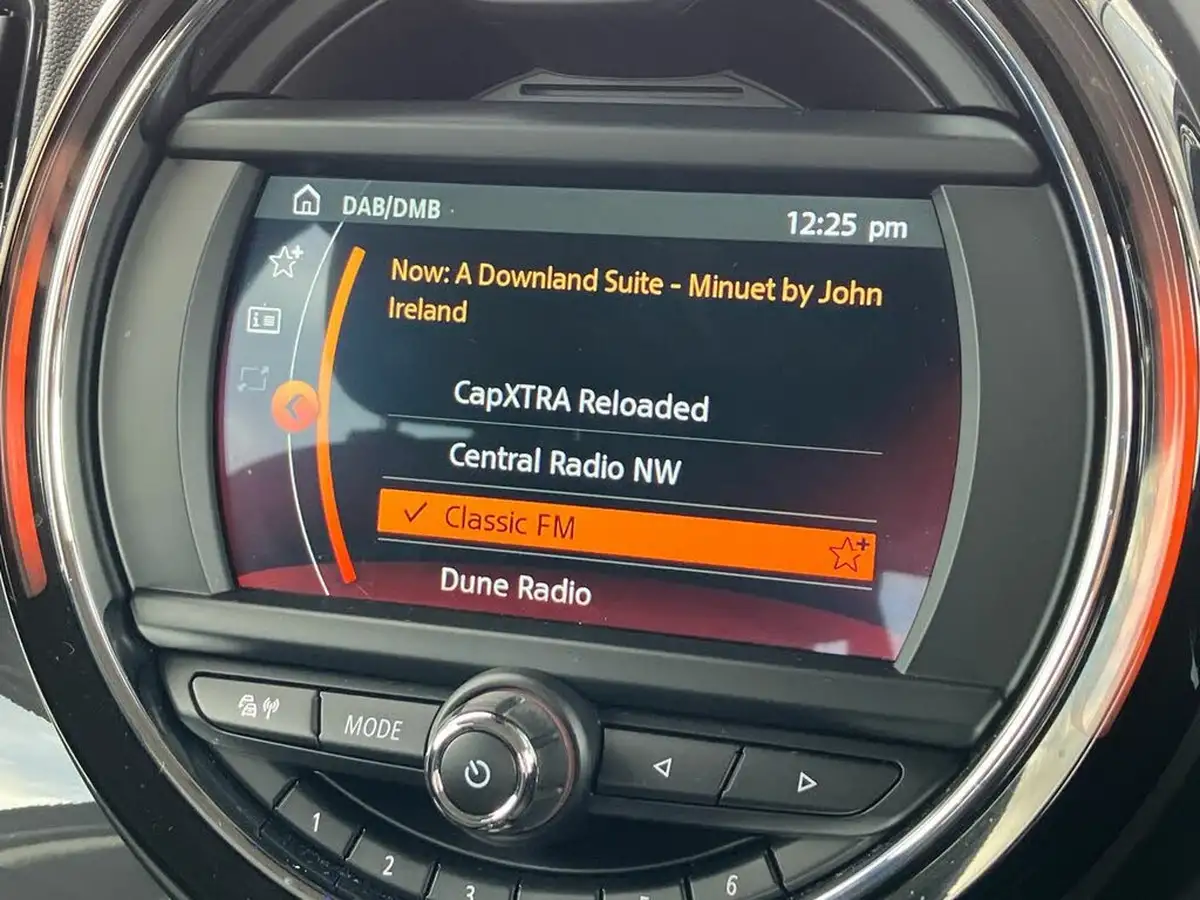 DAB/DMB
12:25 pm
Now: A Downland Suite - Minuet by John
Ireland
CapXTRA Reloaded
Central Radio NW
Classic FM
Dune Radio
MODE
1
2
3
6